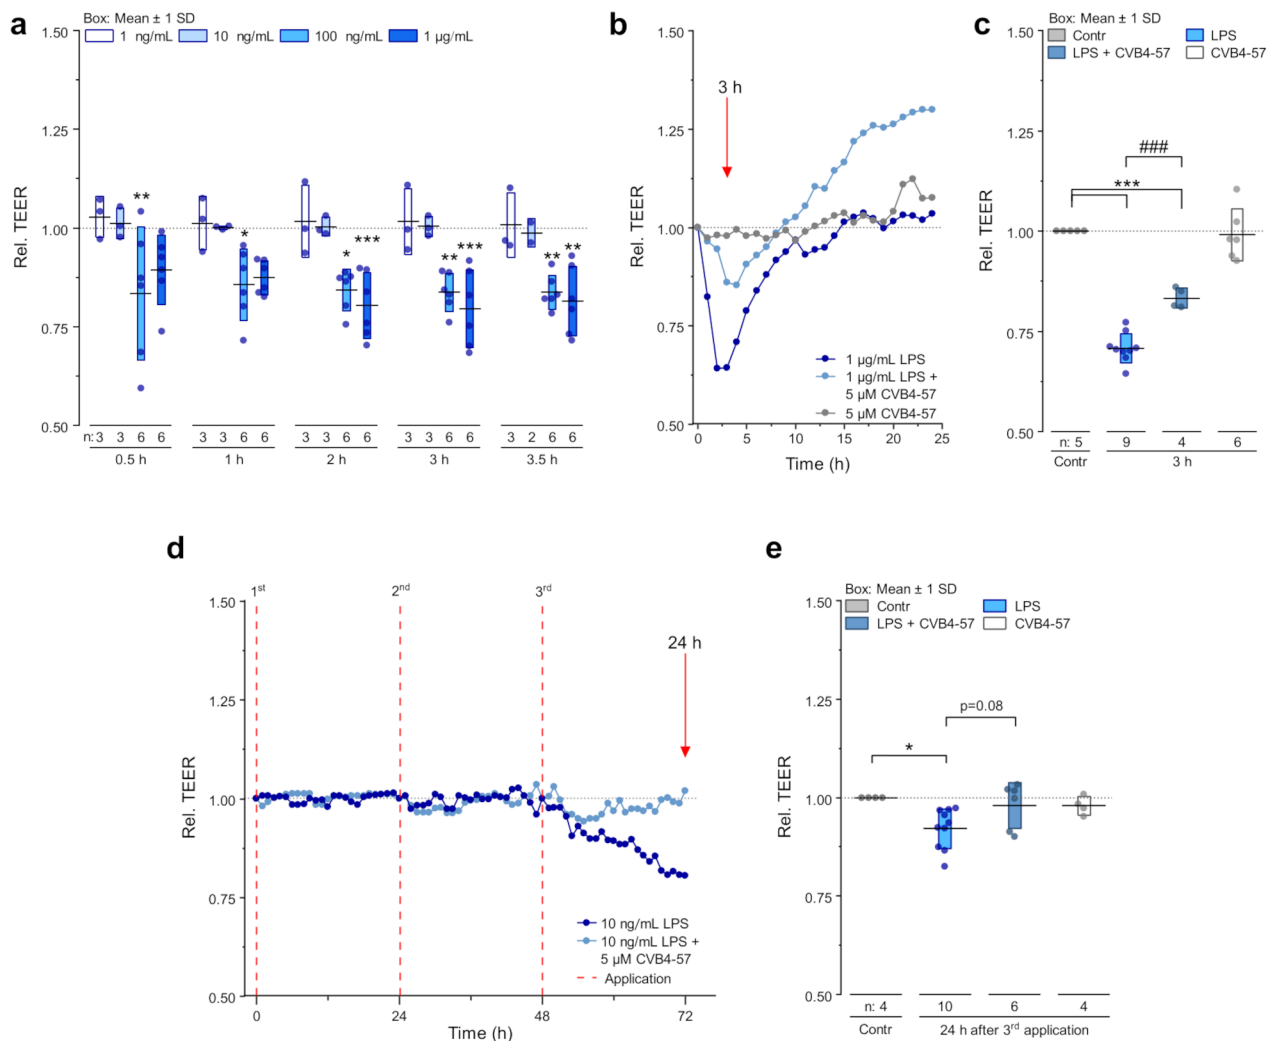 a
Box: Mean ± 1 SD
1 ng/mL 10 ng/mL 100 ng/mL 1 µg/mL
Rel. TEER
1.50
1.25
1.00
0.75
0.50
** * * *** ** *** ** **
n: 3 3 6 6 3 3 6 6 3 3 6 6 3 3 6 6 3 2 6 6
0.5 h 1 h 2 h 3 h 3.5 h
b
Rel. TEER
1.50
1.25
1.00
0.75
0.50
3 h
1 µg/mL LPS
1 µg/mL LPS +
5 µM CVB4-57
5 µM CVB4-57
0 5 10 15 20 25
Time (h)
c
Box: Mean ± 1 SD
Contr LPS
LPS + CVB4-57 CVB4-57
Rel. TEER
1.50
1.25
1.00
0.75
0.50
###
***
n: 5 9 4 6
Contr 3 h
d
1st 2nd 3rd
Rel. TEER
1.50
1.25
1.00
0.75
0.50
24 h
10 ng/mL LPS
10 ng/mL LPS +
5 µM CVB4-57
Application
0 24 48 72
Time (h)
e
Box: Mean ± 1 SD
Contr LPS
LPS + CVB4-57 CVB4-57
Rel. TEER
1.50
1.25
1.00
0.75
0.50
p=0.08
*
n: 4 10 6 4
Contr 24 h after 3rd application